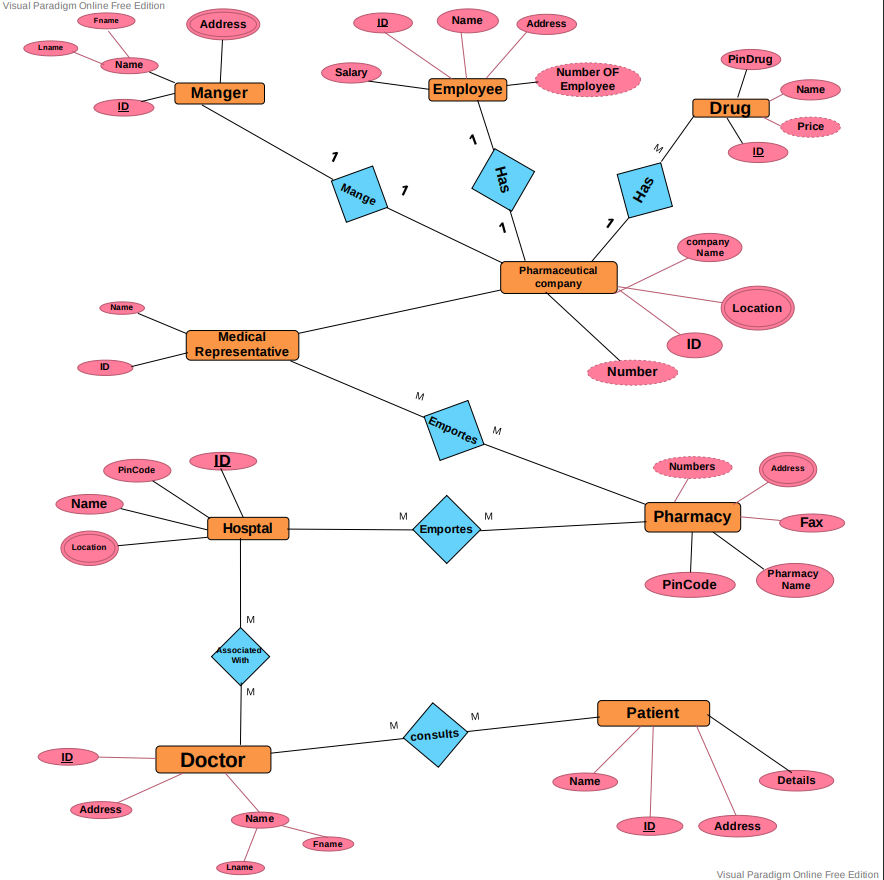 Visual Paradigm Online Free Edition
Fname
Address
ID
Name
Address
Lname
Name
Salary
Number OF
Employee
PinDrug
Manger
Employee
Name
ID
Drug
Price
1
1
M
ID
Mange
1
Has
Has
1
1
Pharmaceutical
company
company
Name
Name
Location
Medical
Representative
ID
ID
Number
M
Emportes
M
PinCode
ID
Numbers
Address
Name
Hosptal
M
Emportes
M
Pharmacy
Fax
Location
PinCode
Pharmacy
Name
M
Associated
With
M
Patient
M
consults
M
ID
Doctor
Name
Details
Address
Name
ID
Address
Fname
Lname
Visual Paradigm Online Free Edition